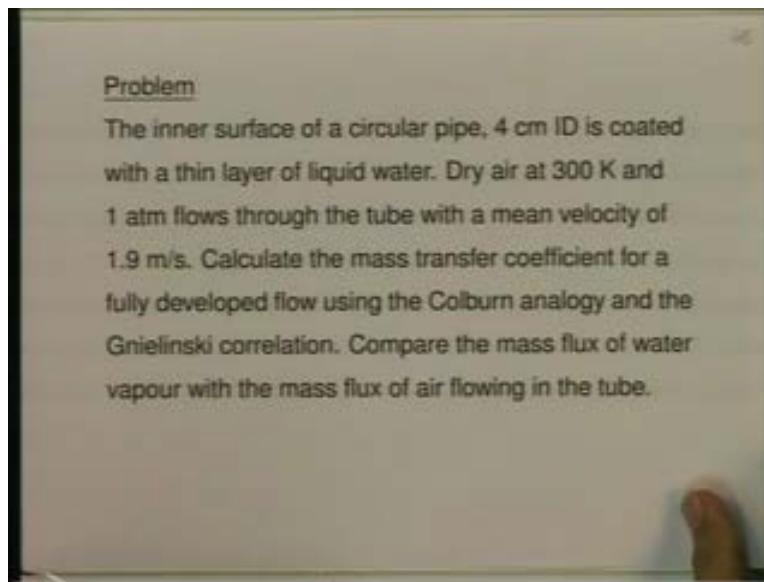 Problem
The inner surface of a circular pipe, 4 cm ID is coated
with a thin layer of liquid water. Dry air at 300 K and
1 atm flows through the tube with a mean velocity of
1.9 m/s. Calculate the mass transfer coefficient for a
fully developed flow using the Colburn analogy and the
Gnielinski correlation. Compare the mass flux of water
vapour with the mass flux of air flowing in the tube.